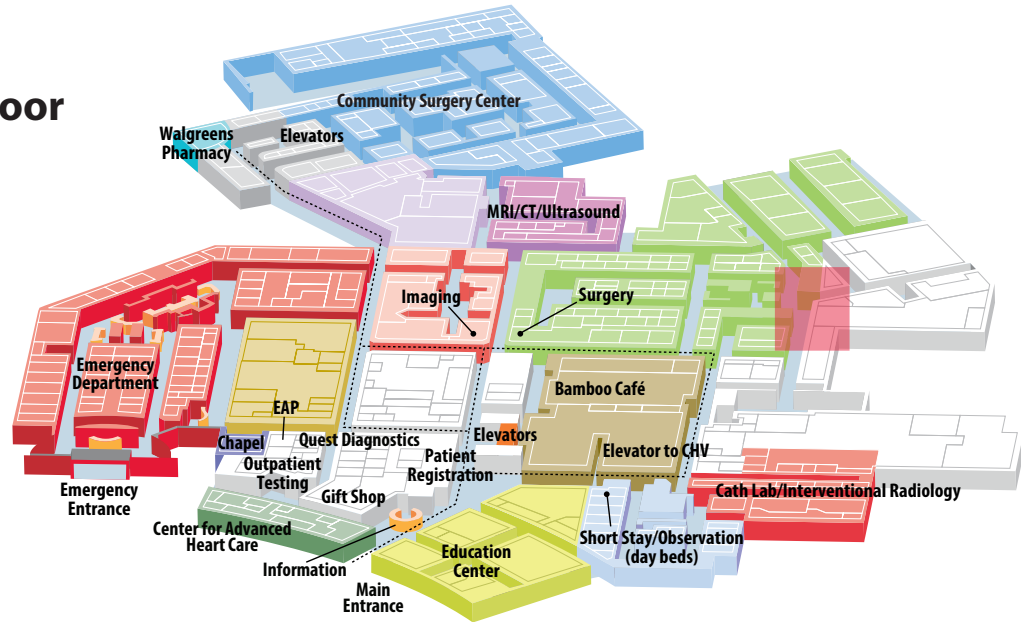 oor
Community Surgery Center
Walgreens
Pharmacy
Elevators
MRI/CT/Ultrasound
Imaging
Surgery
Emergency
Department
Bamboo Café
EAP
Chapel
Quest Diagnostics
Elevators
Elevator to CHV
Outpatient
Testing
Patient
Registration
Gift Shop
Cath Lab/Interventional Radiology
Emergency
Entrance
Center for Advanced
Heart Care
Short Stay/Observation
(day beds)
Information
Education
Center
Main
Entrance